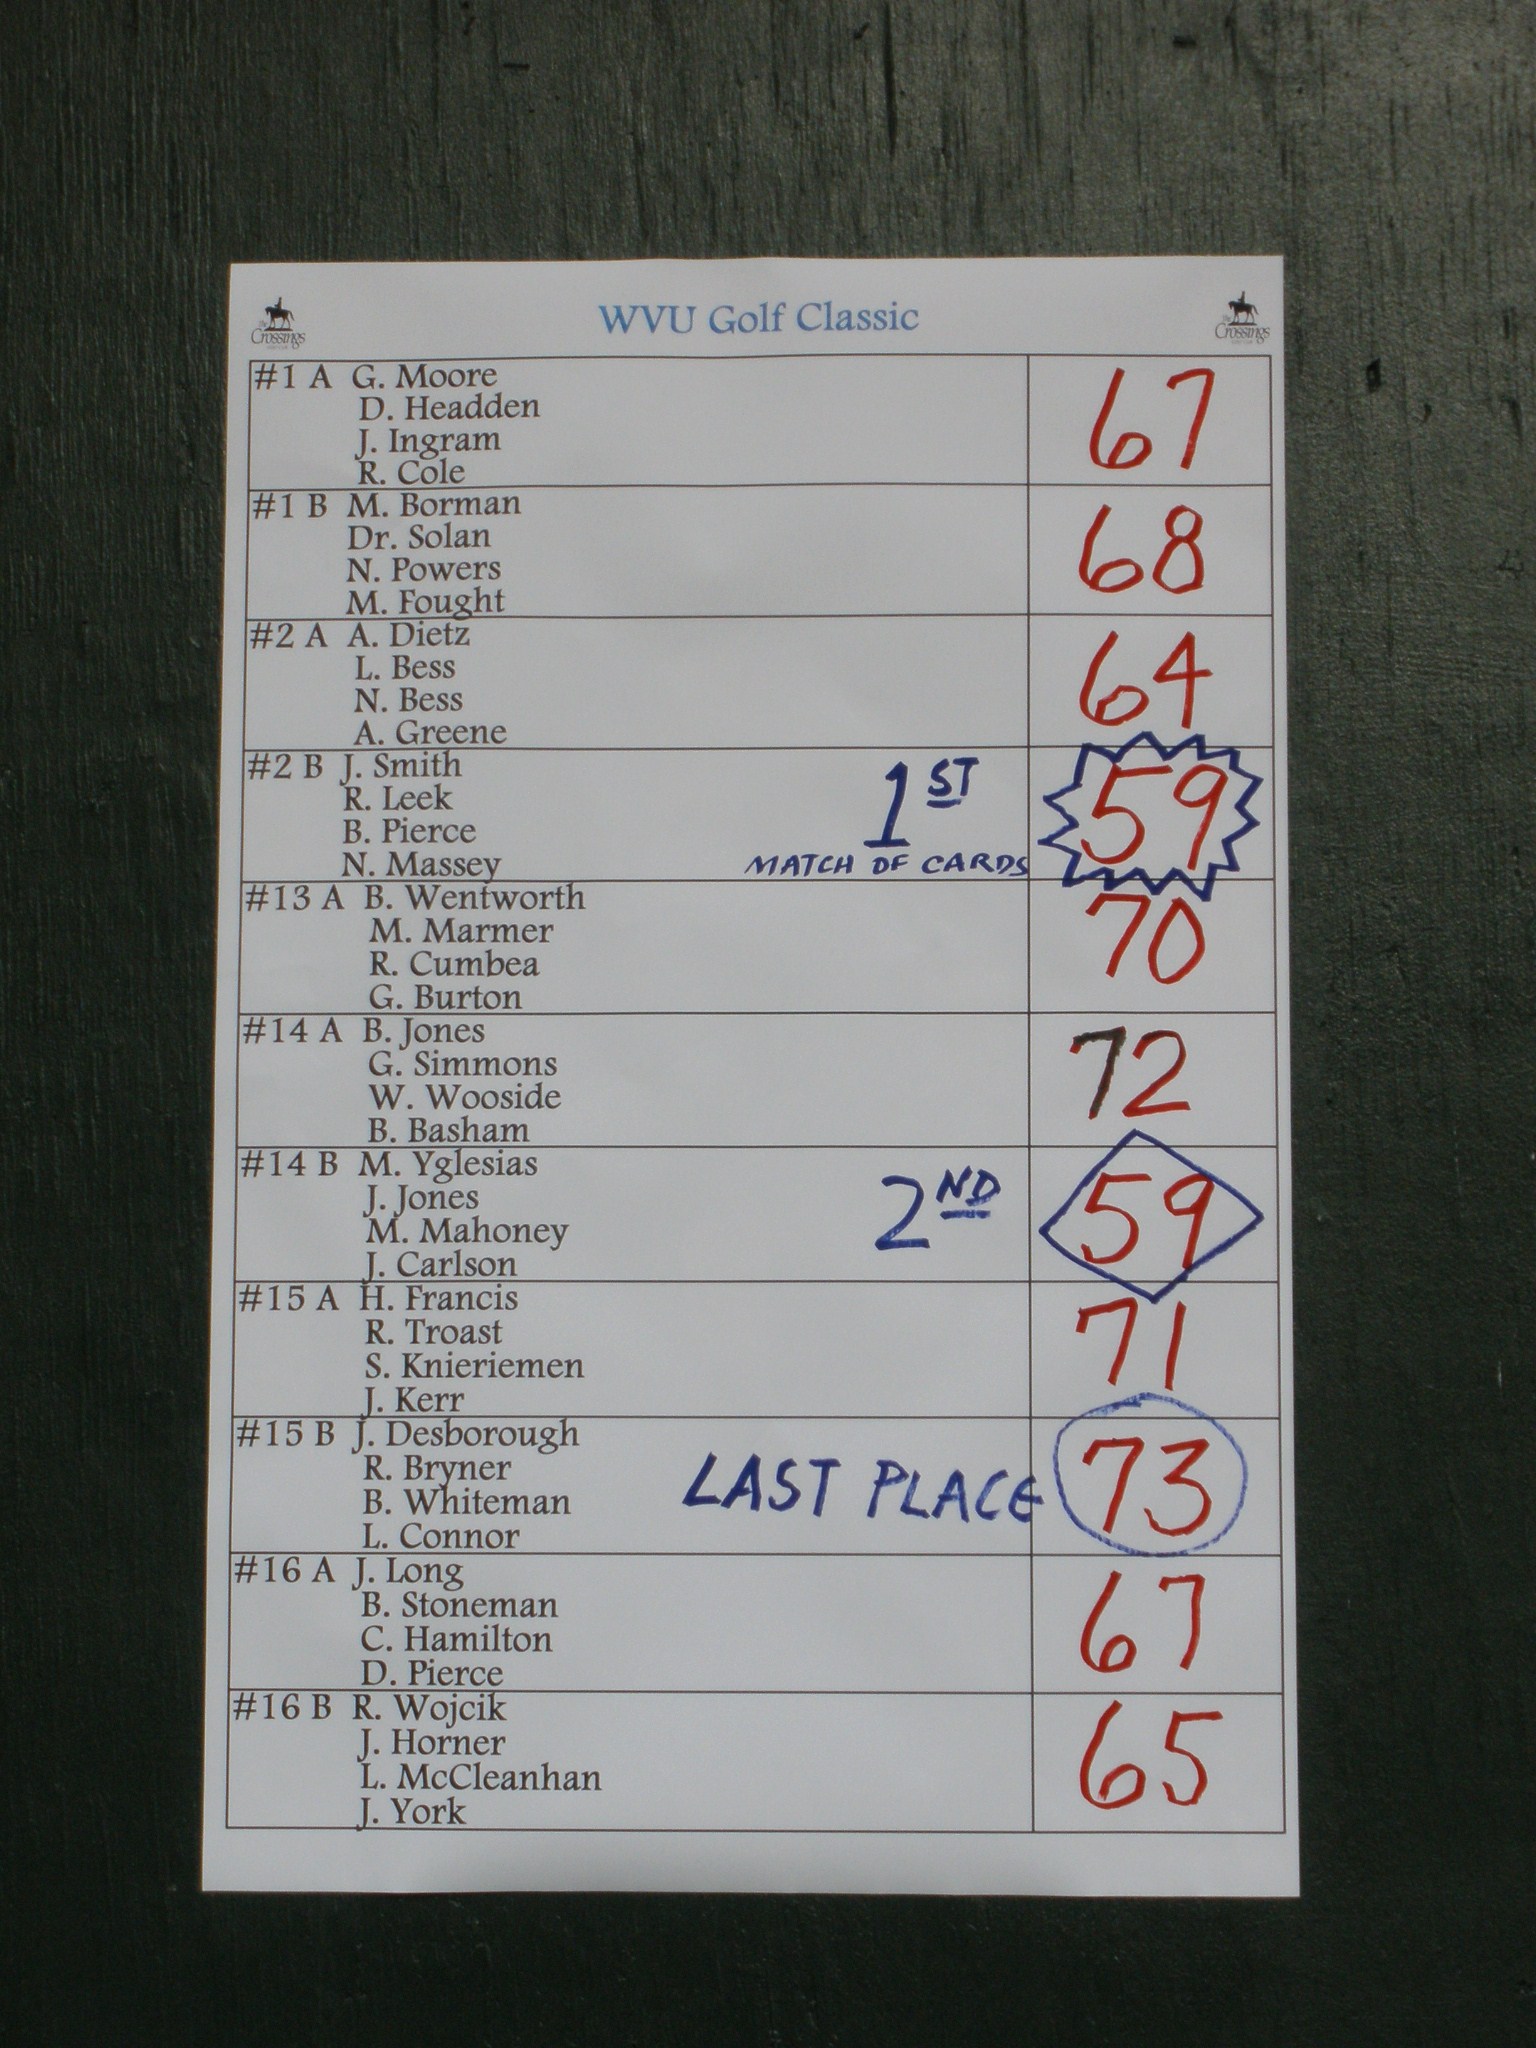 The Crossings
WVU Golf Classic
The Crossings
#1 A G. Moore
D. Headden
J. Ingram
R. Cole
67
#1 B M. Borman
Dr. Solan
N. Powers
M. Fought
68
#2 A A. Dietz
L. Bess
N. Bess
A. Greene
64
#2 B J. Smith
R. Leek
B. Pierce
N. Massey
1ST
MATCH OF CARDS
59
#13 A B. Wentworth
M. Marmer
R. Cumbea
G. Burton
70
#14 A B. Jones
G. Simmons
W. Wooside
B. Basham
72
#14 B M. Yglesias
J. Jones
M. Mahoney
J. Carlson
2ND
59
#15 A H. Francis
R. Troast
S. Knieriemen
J. Kerr
71
#15 B J. Desborough
R. Bryner
B. Whiteman
L. Connor
LAST PLACE
73
#16 A J. Long
B. Stoneman
C. Hamilton
D. Pierce
67
#16 B R. Wojcik
J. Horner
L. McCleanhan
J. York
65